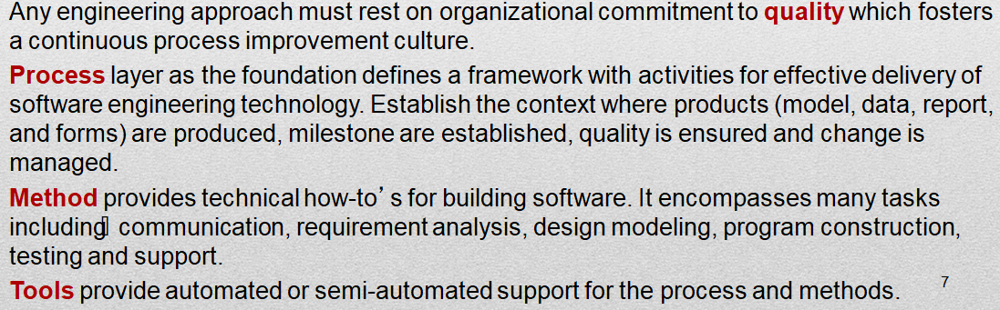 Any engineering approach must rest on organizational commitment to quality which fosters
a continuous process improvement culture.
Process layer as the foundation defines a framework with activities for effective delivery of
software engineering technology. Establish the context where products (model, data, report,
and forms) are produced, milestone are established, quality is ensured and change is
managed.
Method provides technical how-to’s for building software. It encompasses many tasks
including communication, requirement analysis, design modeling, program construction,
testing and support.
Tools provide automated or semi-automated support for the process and methods.
7